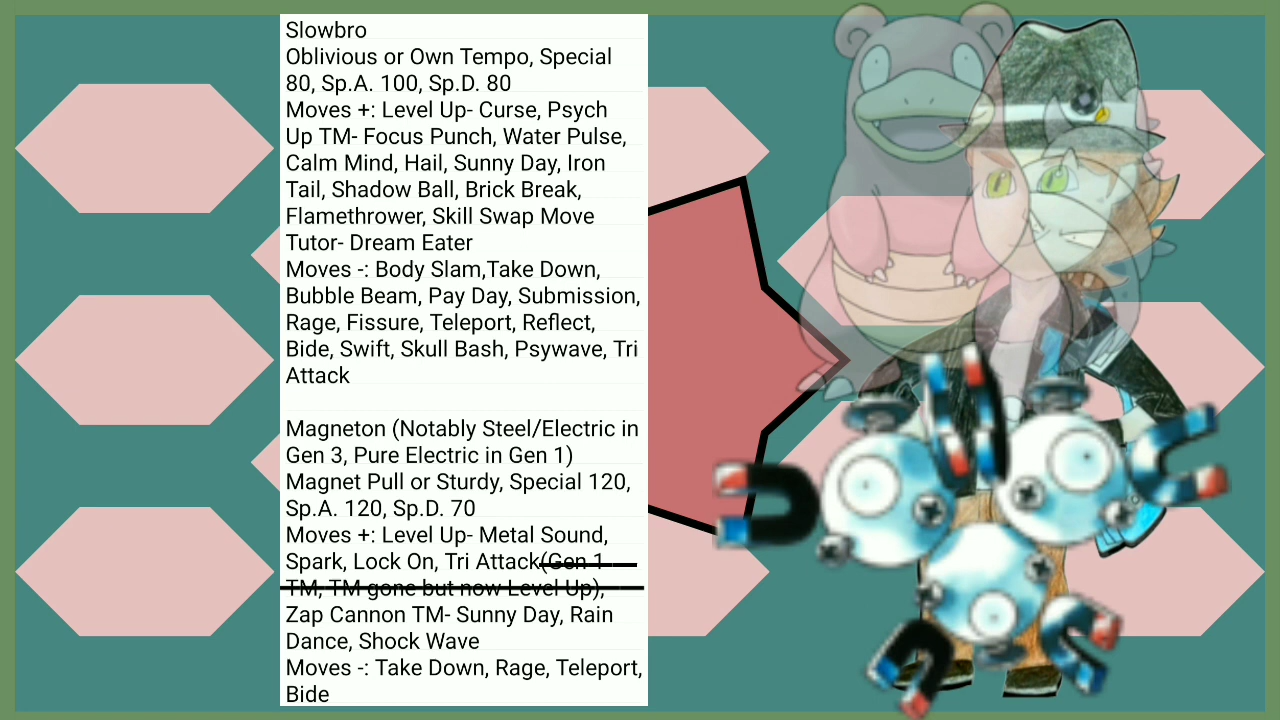 Slowbro
Oblivious or Own Tempo, Special
80, Sp.A. 100, Sp.D. 80
Moves +: Level Up- Curse, Psych
Up TM- Focus Punch, Water Pulse,
Calm Mind, Hail, Sunny Day, Iron
Tail, Shadow Ball, Brick Break,
Flamethrower, Skill Swap Move
Tutor- Dream Eater
Moves -: Body Slam,Take Down,
Bubble Beam, Pay Day, Submission,
Rage, Fissure, Teleport, Reflect,
Bide, Swift, Skull Bash, Psywave, Tri
Attack
Magneton (Notably Steel/Electric in
Gen 3, Pure Electric in Gen 1)
Magnet Pull or Sturdy, Special 120,
Sp.A. 120, Sp.D. 70
Moves +: Level Up- Metal Sound,
Spark, Lock On, Tri Attack(Gen 1
TM, TM gone but now Level Up),
Zap Cannon TM- Sunny Day, Rain
Dance, Shock Wave
Moves -: Take Down, Rage, Teleport,
Bide